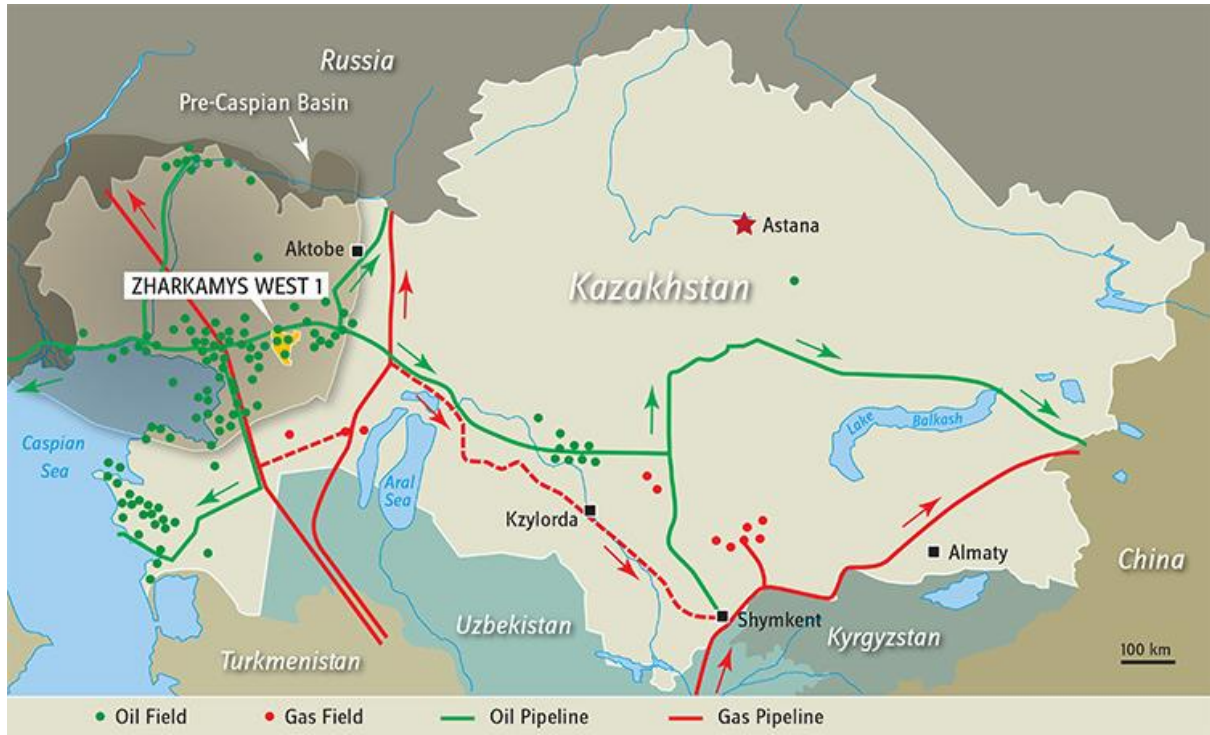 Russia
Pre-Caspian Basin
Astana
Aktobe
Kazakhstan
ZHARKAMYS WEST 1
Lake Balkash
Caspian
Sea
Aral
Sea
Kzylorda
Almaty
China
Shymkent
Uzbekistan
Kyrgyzstan
Turkmenistan
100 km
Oil Field
Gas Field
Oil Pipeline
Gas Pipeline